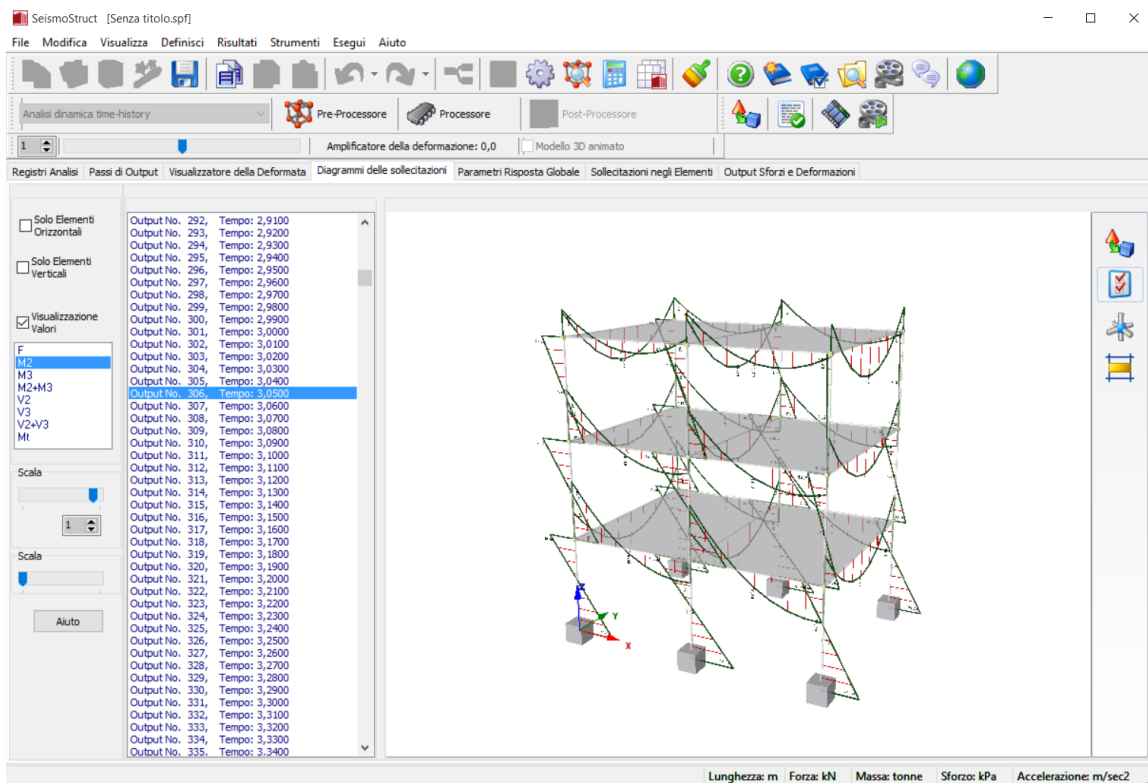 SeismoStruct [Senza titolo.spf]
File Modifica Visualizza Definisci Risultati Strumenti Esegui Aiuto
Analisi dinamica time-history
Pre-Processore
Processore
Post-Processore
1
Amplificatore della deformazione: 0,0
Modello 3D animato
Registri Analisi
Passi di Output
Visualizzatore della Deformata
Diagrammi delle sollecitazioni
Parametri Risposta Globale
Sollecitazioni negli Elementi
Output Sforzi e Deformazioni
Solo Elementi
Orizzontali
Solo Elementi
Verticali
Visualizzazione
Valori
F
M2
M3
M2+M3
V2
V3
V2+V3
Mt
Scala
1
Scala
Aiuto
Output No. 292, Tempo: 2,9100
Output No. 293, Tempo: 2,9200
Output No. 294, Tempo: 2,9300
Output No. 295, Tempo: 2,9400
Output No. 296, Tempo: 2,9500
Output No. 297, Tempo: 2,9600
Output No. 298, Tempo: 2,9700
Output No. 299, Tempo: 2,9800
Output No. 300, Tempo: 2,9900
Output No. 301, Tempo: 3,0000
Output No. 302, Tempo: 3,0100
Output No. 303, Tempo: 3,0200
Output No. 304, Tempo: 3,0300
Output No. 305, Tempo: 3,0400
Output No. 306, Tempo: 3,0500
Output No. 307, Tempo: 3,0600
Output No. 308, Tempo: 3,0700
Output No. 309, Tempo: 3,0800
Output No. 310, Tempo: 3,0900
Output No. 311, Tempo: 3,1000
Output No. 312, Tempo: 3,1100
Output No. 313, Tempo: 3,1200
Output No. 314, Tempo: 3,1300
Output No. 315, Tempo: 3,1400
Output No. 316, Tempo: 3,1500
Output No. 317, Tempo: 3,1600
Output No. 318, Tempo: 3,1700
Output No. 319, Tempo: 3,1800
Output No. 320, Tempo: 3,1900
Output No. 321, Tempo: 3,2000
Output No. 322, Tempo: 3,2100
Output No. 323, Tempo: 3,2200
Output No. 324, Tempo: 3,2300
Output No. 325, Tempo: 3,2400
Output No. 326, Tempo: 3,2500
Output No. 327, Tempo: 3,2600
Output No. 328, Tempo: 3,2700
Output No. 329, Tempo: 3,2800
Output No. 330, Tempo: 3,2900
Output No. 331, Tempo: 3,3000
Output No. 332, Tempo: 3,3100
Output No. 333, Tempo: 3,3200
Output No. 334, Tempo: 3,3300
Output No. 335, Tempo: 3,3400
Z
Y
X
Lunghezza: m Forza: kN Massa: tonne Sforzo: kPa Accelerazione: m/sec2